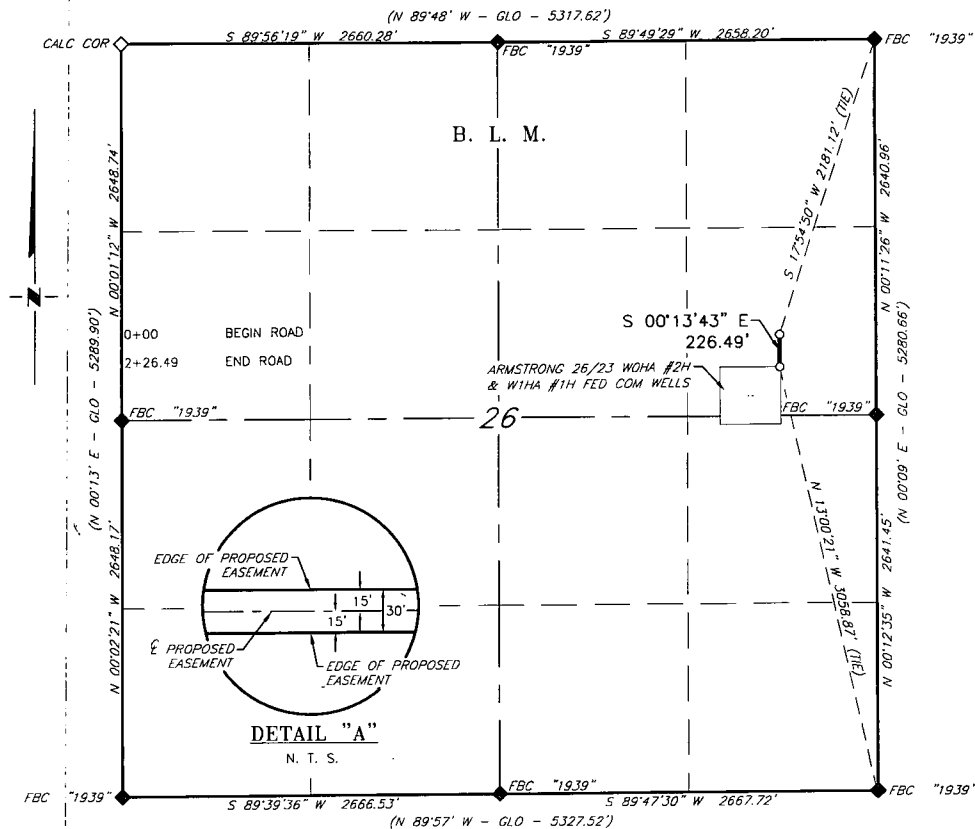 (N 89°48' W - GLO - 5317.62')
CALC COR
S 89°56'19" W 2660.28'
FBC "1939"
S 89°49'29" W 2658.20'
FBC "1939"
B. L. M.
N 00°01'12" W 2648.74'
S 17°54'50" W 2181.12' (TIE)
N 00°11'26" W 2640.96'
N
(N 00°13' E - GLO - 5289.90')
0+00 BEGIN ROAD
2+26.49 END ROAD
S 00°13'43" E
226.49'
ARMSTRONG 26/23 WOHA #2H
& W1HA #1H FED COM WELLS
(N 00°09' E - GLO - 5280.66')
FBC "1939"
26
FBC "1939"
N 00°02'21" W 2648.17'
N 13°00'21" W 3058.87' (TIE)
N 00°12'35" W 2641.45'
EDGE OF PROPOSED
EASEMENT
15'
30'
15'
℄ PROPOSED
EASEMENT
EDGE OF PROPOSED
EASEMENT
DETAIL "A"
N. T. S.
FBC "1939"
S 89°39'36" W 2666.53'
FBC "1939"
S 89°47'30" W 2667.72'
FBC "1939"
(N 89°57' W - GLO - 5327.52')